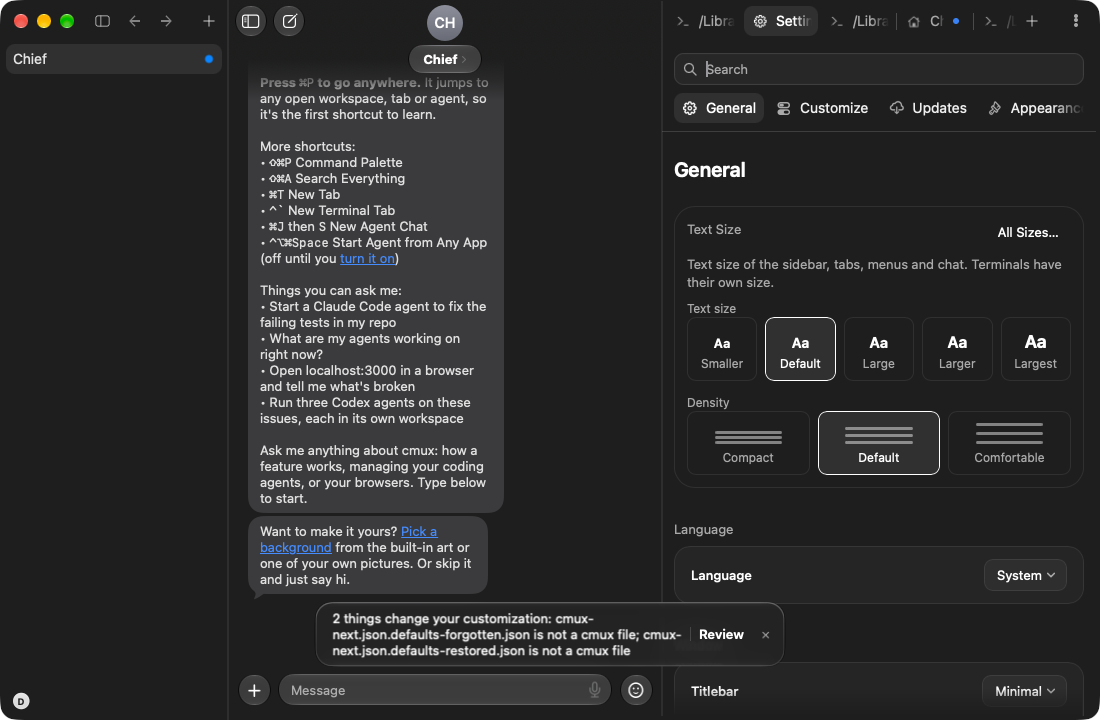 Chief
D
CH
Chief
Press ⌘P to go anywhere. It jumps to
any open workspace, tab or agent, so
it's the first shortcut to learn.
More shortcuts:
• ⇧⌘P Command Palette
• ⇧⌘A Search Everything
• ⌘T New Tab
• ^` New Terminal Tab
• ⌘J then S New Agent Chat
• ^⌥⌘Space Start Agent from Any App
(off until you turn it on)
Things you can ask me:
• Start a Claude Code agent to fix the
failing tests in my repo
• What are my agents working on
right now?
• Open localhost:3000 in a browser
and tell me what's broken
• Run three Codex agents on these
issues, each in its own workspace
Ask me anything about cmux: how a
feature works, managing your coding
agents, or your browsers. Type below
to start.
Want to make it yours? Pick a
background from the built-in art or
one of your own pictures. Or skip it
and just say hi.
2 things change your customization: cmux-
next.json.defaults-forgotten.json is not a cmux file; cmux-
next.json.defaults-restored.json is not a cmux file
Review
Message
/Libra
Settin
/Libra
Ch
Search
General
Customize
Updates
Appearanc
General
Text Size
All Sizes...
Text size of the sidebar, tabs, menus and chat. Terminals have
their own size.
Text size
Aa Aa Aa Aa Aa
Smaller Default Large Larger Largest
Density
Compact Default Comfortable
Language
Language
System
Titlebar
Minimal